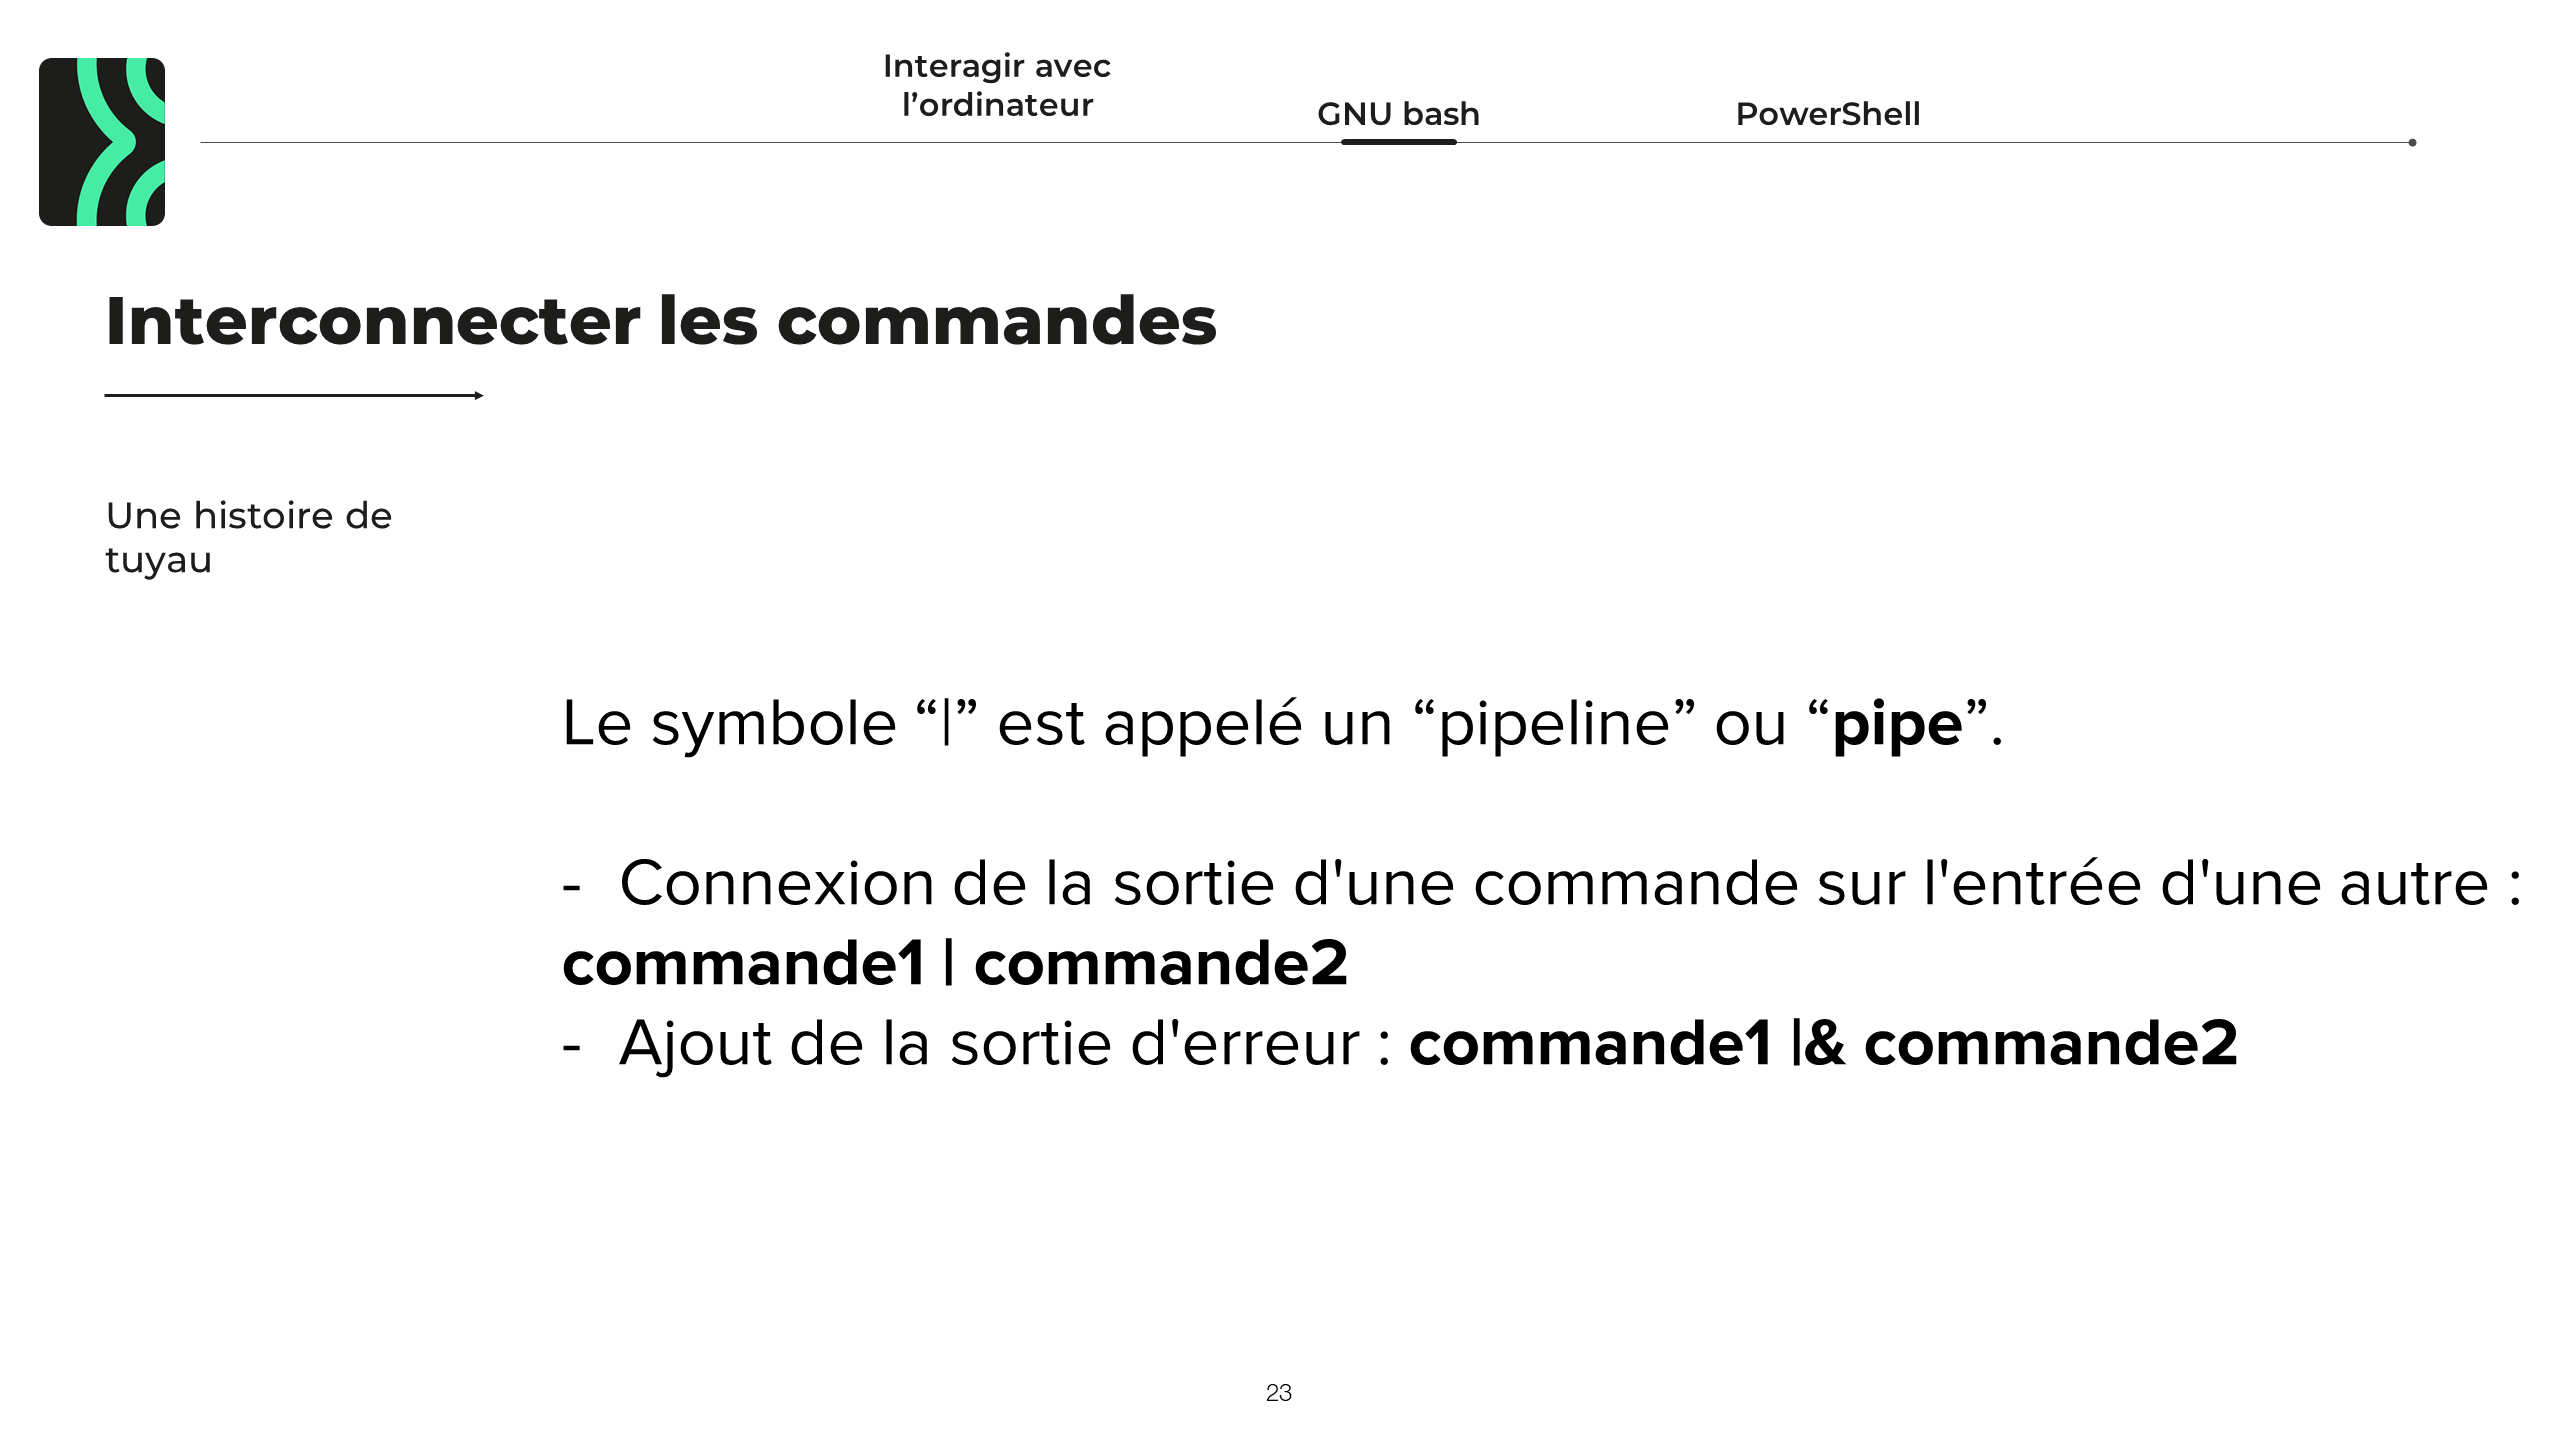 Interagir avec
l’ordinateur
GNU bash
PowerShell
Interconnecter les commandes
Une histoire de
tuyau
Le symbole “|” est appelé un “pipeline” ou “pipe”.
- Connexion de la sortie d'une commande sur l'entrée d'une autre :
commande1 | commande2
- Ajout de la sortie d'erreur : commande1 |& commande2
23